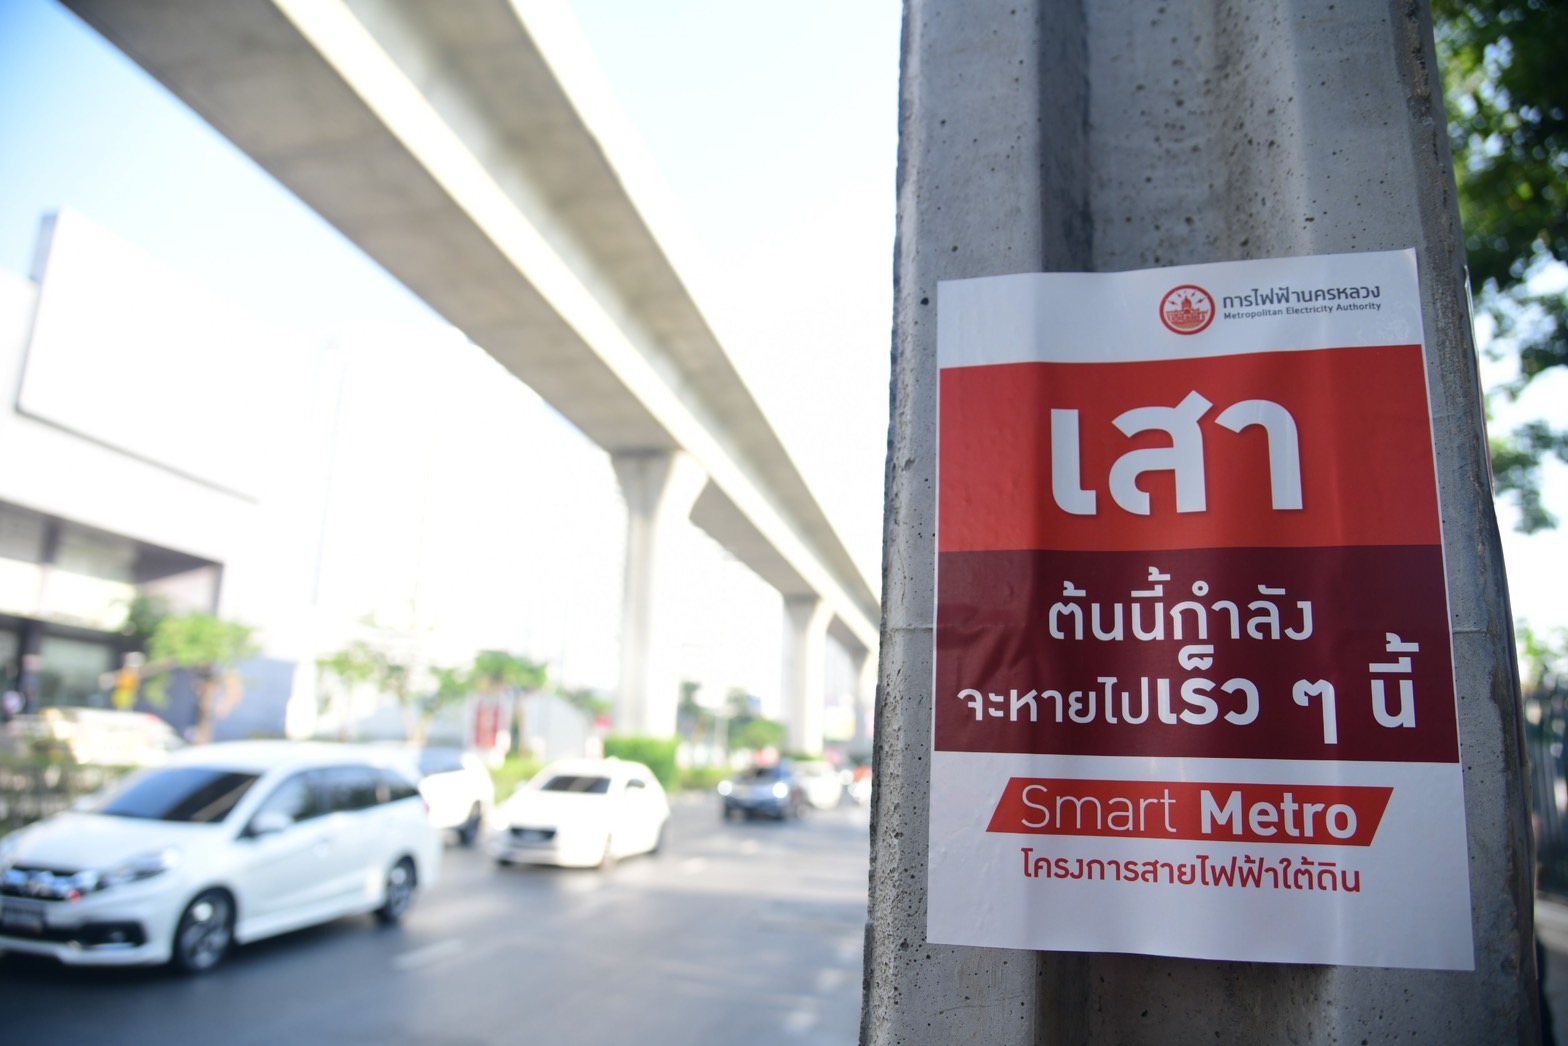 การไฟฟ้านครหลวง
Metropolitan Electricity Authority
เสา
ต้นนี้กำลัง
จะหายไปเร็ว ๆ นี้
Smart Metro
โครงการสายไฟฟ้าใต้ดิน